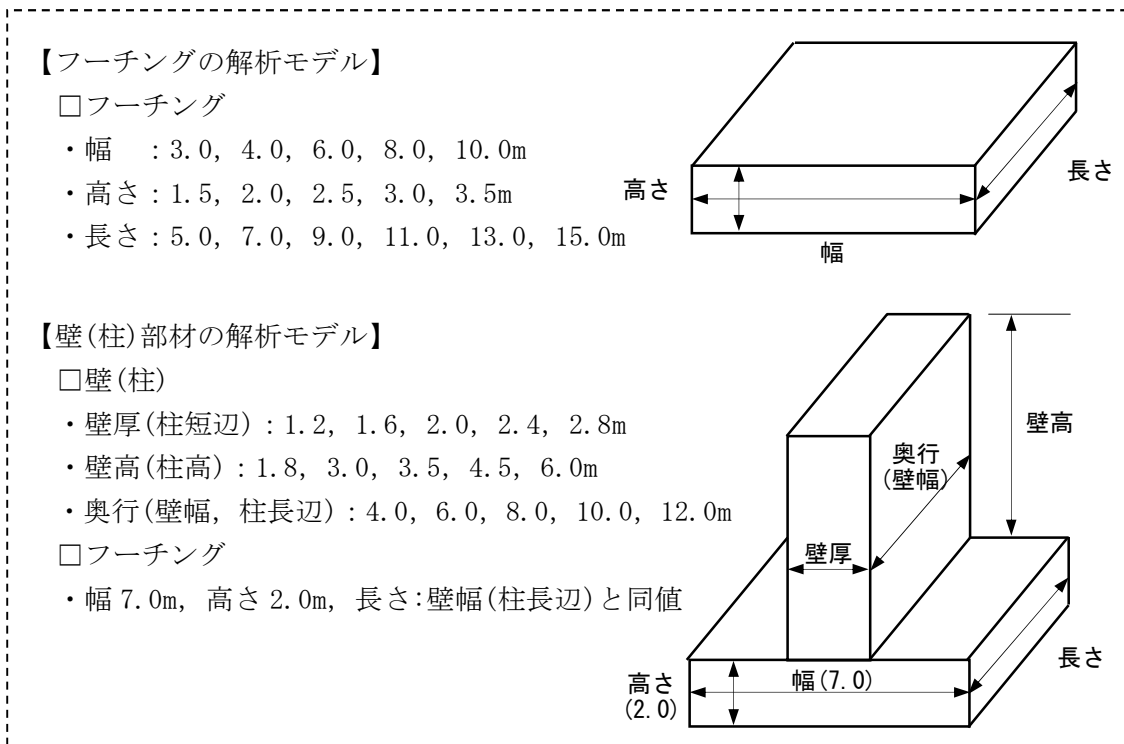 【フーチングの解析モデル】
□フーチング
・幅　：3.0, 4.0, 6.0, 8.0, 10.0m
・高さ：1.5, 2.0, 2.5, 3.0, 3.5m
・長さ：5.0, 7.0, 9.0, 11.0, 13.0, 15.0m
高さ
幅
長さ
【壁(柱)部材の解析モデル】
□壁(柱)
・壁厚(柱短辺)：1.2, 1.6, 2.0, 2.4, 2.8m
・壁高(柱高)：1.8, 3.0, 3.5, 4.5, 6.0m
・奥行(壁幅, 柱長辺)：4.0, 6.0, 8.0, 10.0, 12.0m
□フーチング
・幅 7.0m, 高さ 2.0m, 長さ：壁幅(柱長辺)と同値
壁高
奥行
(壁幅)
壁厚
長さ
幅(7.0)
高さ
(2.0)